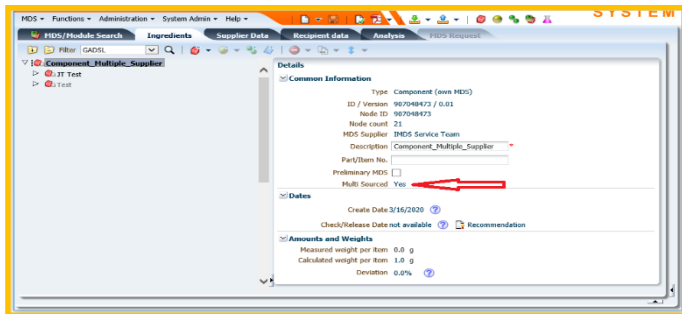 SYSTEM
MDS Functions Administration System Admin Help
MDS/Module Search Ingredients Supplier Data Recipient data Analysis MDS Request
Filter GADSL
Component_Multiple_Supplier
JT Test
Test
Details
Common Information
Type Component (own MDS)
ID / Version 907048473 / 0.01
Node ID 907048473
Node count 21
MDS Supplier IMDS Service Team
Description Component_Multiple_Supplier *
Part/Item No.
Preliminary MDS
Multi Sourced Yes
Dates
Create Date 3/16/2020 ?
Check/Release Date not available ? Recommendation
Amounts and Weights
Measured weight per item 0.0 g
Calculated weight per item 1.0 g
Deviation 0.0% ?